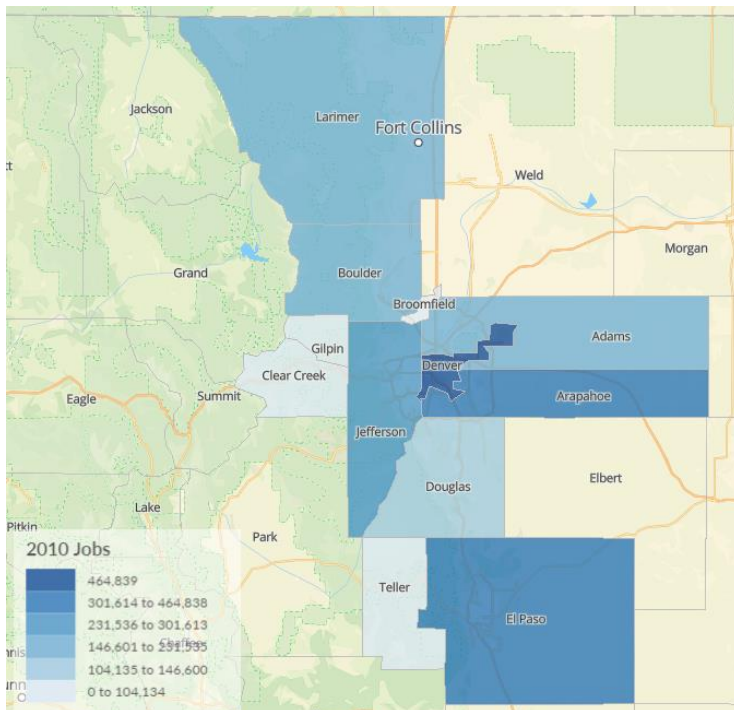 Jackson
Larimer
Fort Collins
Weld
Morgan
Grand
Boulder
Broomfield
Gilpin
Adams
Denver
Clear Creek
Summit
Eagle
Arapahoe
Jefferson
Douglas
Elbert
Lake
Pitkin
Park
2010 Jobs
464,839
301,614 to 464,838
231,536 to 301,613
146,601 to 231,535
104,135 to 146,600
0 to 104,134
Teller
El Paso